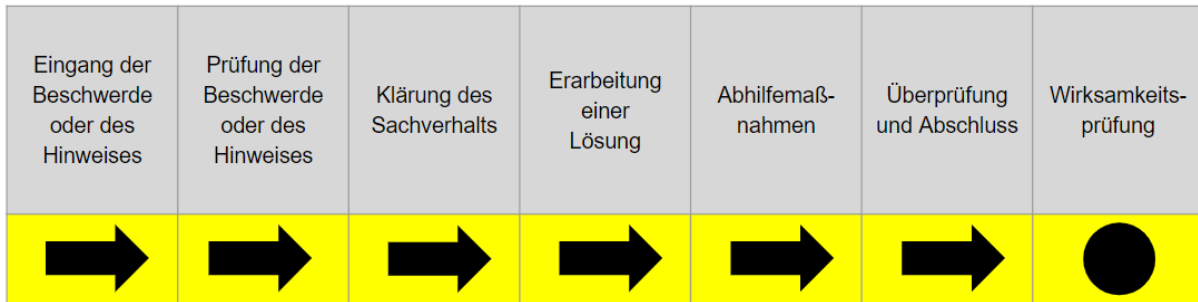 Eingang der
Beschwerde
oder des
Hinweises
Prüfung der
Beschwerde
oder des
Hinweises
Klärung des
Sachverhalts
Erarbeitung
einer
Lösung
Abhilfemaß-
nahmen
Überprüfung
und Abschluss
Wirksamkeits-
prüfung